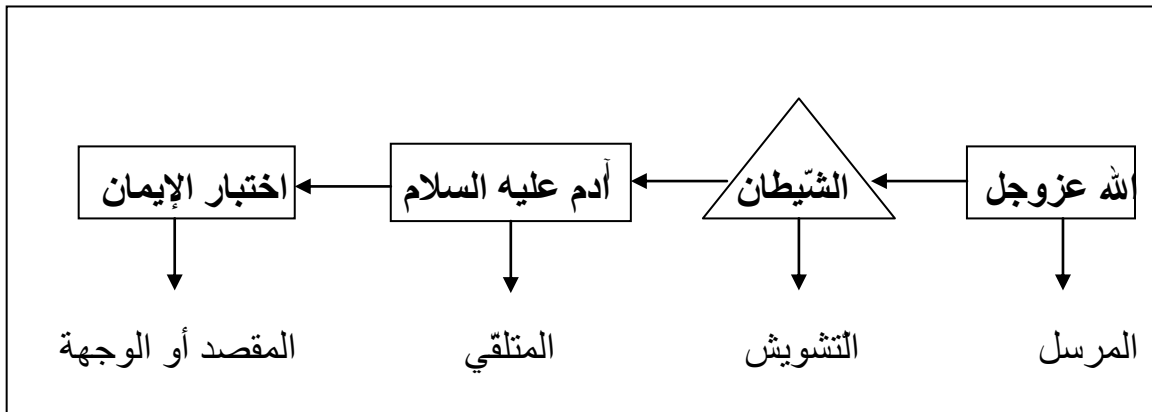 الله عزوجل
الشّيطان
آدم عليه السلام
اختبار الإيمان
المرسل
التّشويش
المتلقّي
المقصد أو الوجهة